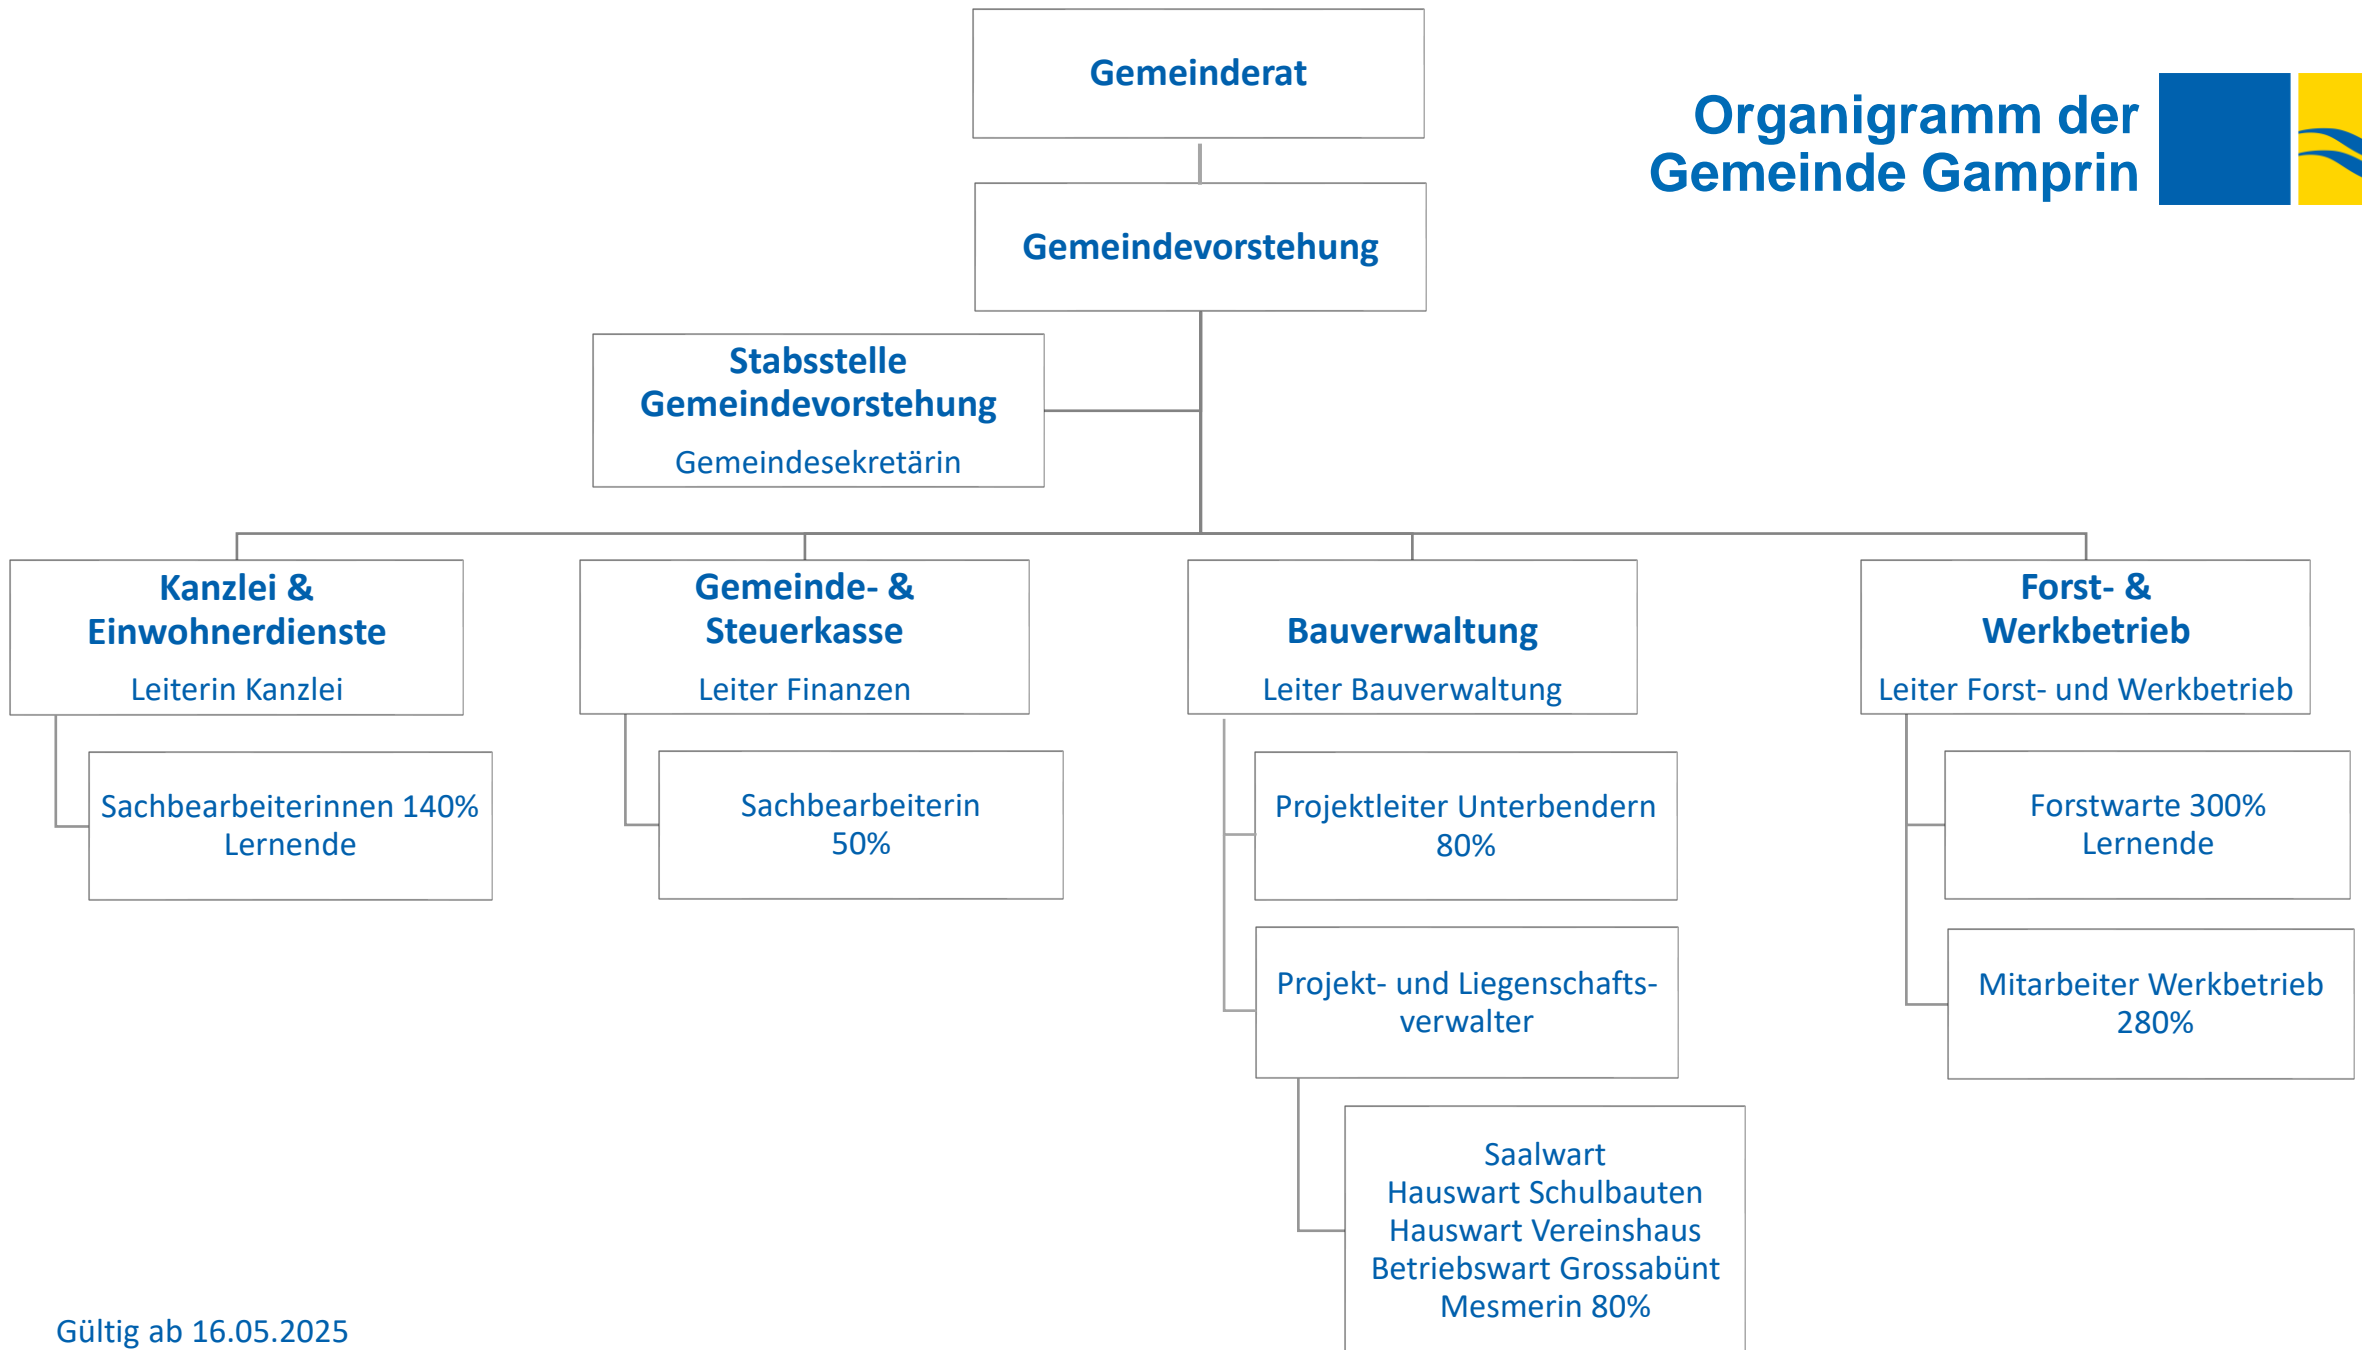 Gemeinderat
Organigramm der
Gemeinde Gamprin
Gemeindevorstehung
Stabsstelle
Gemeindevorstehung
Gemeindesekretärin
Kanzlei &
Einwohnerdienste
Leiterin Kanzlei
Sachbearbeiterinnen 140%
Lernende
Gemeinde- &
Steuerkasse
Leiter Finanzen
Sachbearbeiterin
50%
Bauverwaltung
Leiter Bauverwaltung
Projektleiter Unterbendern
80%
Projekt- und Liegenschafts-
verwalter
Saalwart
Hauswart Schulbauten
Hauswart Vereinshaus
Betriebswart Grossabünt
Mesmerin 80%
Forst- &
Werkbetrieb
Leiter Forst- und Werkbetrieb
Forstwarte 300%
Lernende
Mitarbeiter Werkbetrieb
280%
Gültig ab 16.05.2025